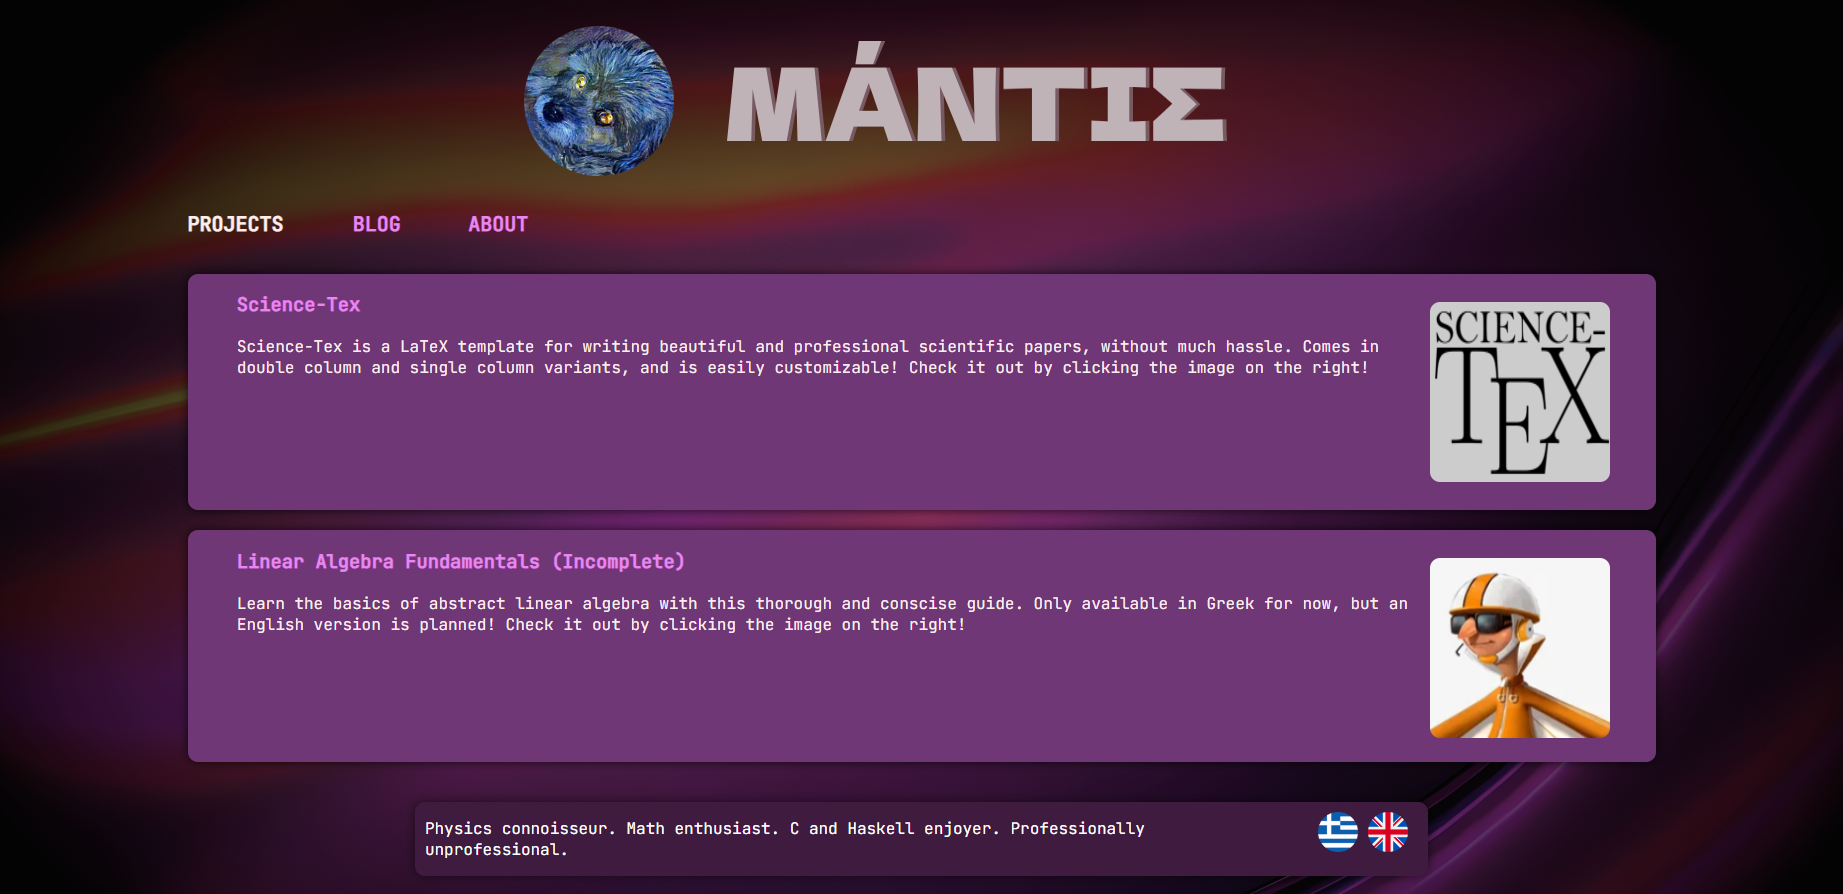 ΜΆΝΤΙΣ
PROJECTS BLOG ABOUT
Science-Tex
Science-Tex is a LaTeX template for writing beautiful and professional scientific papers, without much hassle. Comes in
double column and single column variants, and is easily customizable! Check it out by clicking the image on the right!
SCIENCE-
TEX
Linear Algebra Fundamentals (Incomplete)
Learn the basics of abstract linear algebra with this thorough and conscise guide. Only available in Greek for now, but an
English version is planned! Check it out by clicking the image on the right!
Physics connoisseur. Math enthusiast. C and Haskell enjoyer. Professionally
unprofessional.